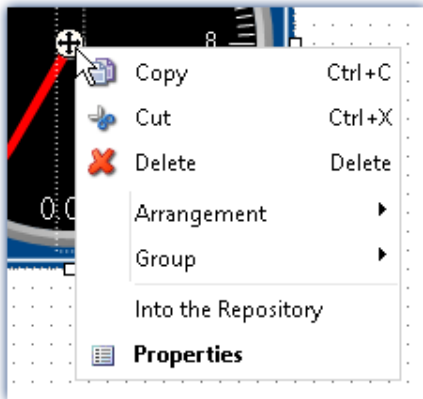 8
0.0
Copy Ctrl+C
Cut Ctrl+X
Delete Delete
Arrangement
Group
Into the Repository
Properties